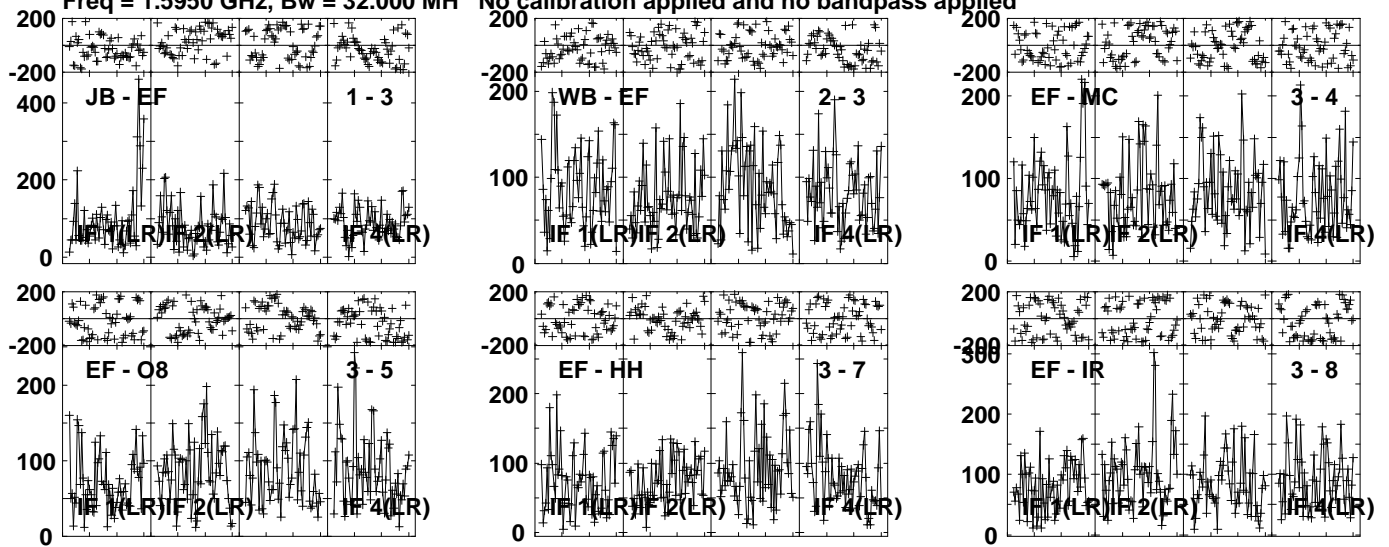 Freq = 1.5950 GHz, Bw = 32.000 MH No calibration applied and no bandpass applied
200 200 200
-200 -200 -200
JB - EF 1 - 3 WB - EF 2 - 3 EF - MC 3 - 4
400 200 200
200 100 100
IF 1(LR) IF 2(LR) IF 4(LR) IF 1(LR) IF 2(LR) IF 4(LR) IF 1(LR) IF 2(LR) IF 4(LR)
0 0 0
200 200 200
-200 -200 -200
300
EF - O8 3 - 5 EF - HH 3 - 7 EF - IR 3 - 8
200 200 200
100 100 100
IF 1(LR) IF 2(LR) IF 4(LR) IF 1(LR) IF 2(LR) IF 4(LR) IF 1(LR) IF 2(LR) IF 4(LR)
0 0 0